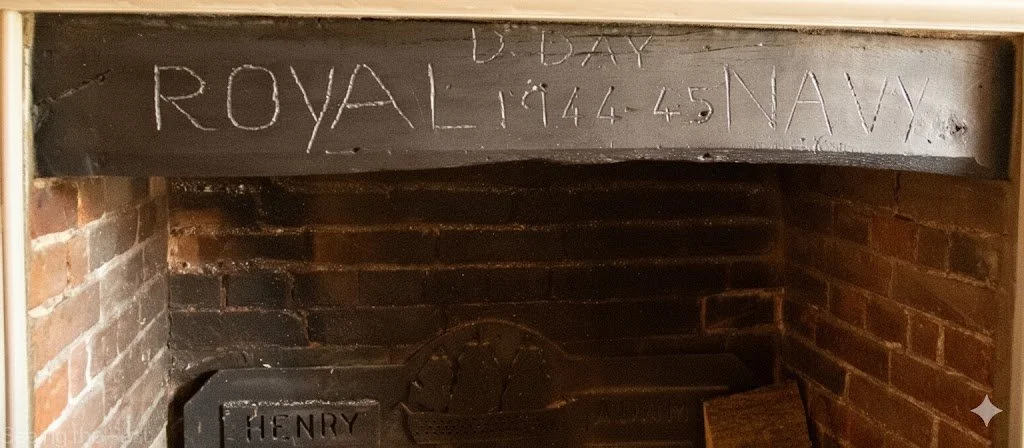 D. DAY
ROYAL 1944-45 NAVY
HENRY